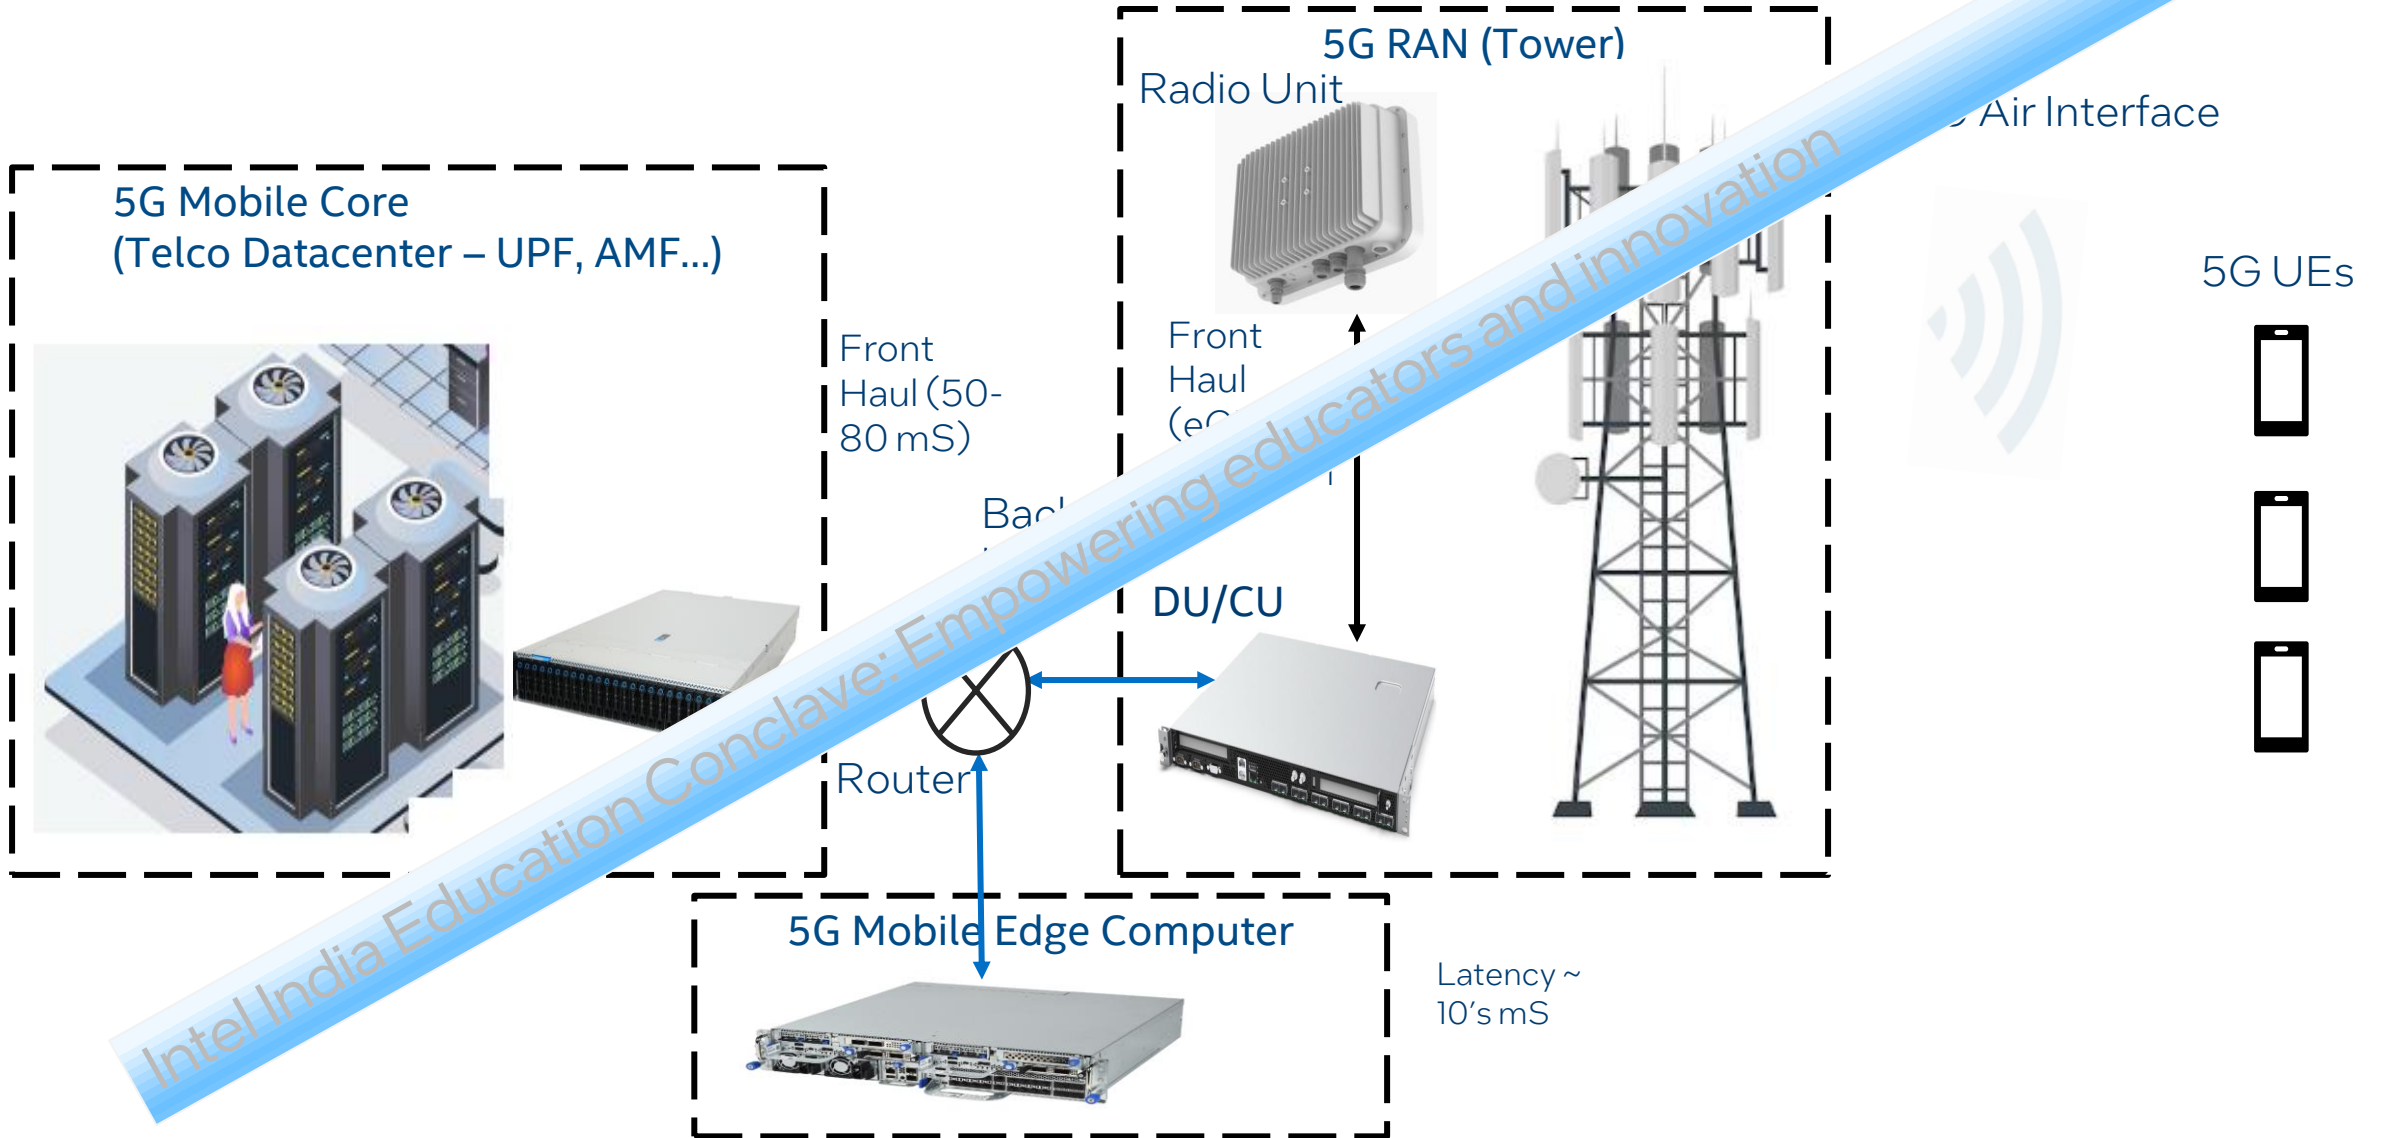 5G RAN (Tower)
Radio Unit
Air Interface
5G Mobile Core
(Telco Datacenter – UPF, AMF...)
5G UEs
Front
Haul (50-
80 mS)
Front
Haul
DU/CU
Router
5G Mobile Edge Computer
Latency ~
10's mS
Intel India Education Conclave: Empowering educators and innovation